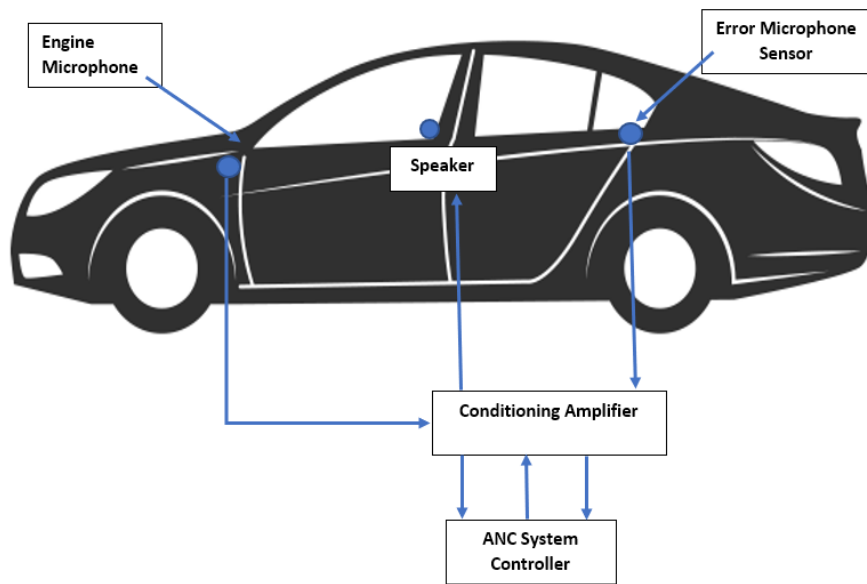 Engine
Microphone
Error Microphone
Sensor
Speaker
Conditioning Amplifier
ANC System
Controller